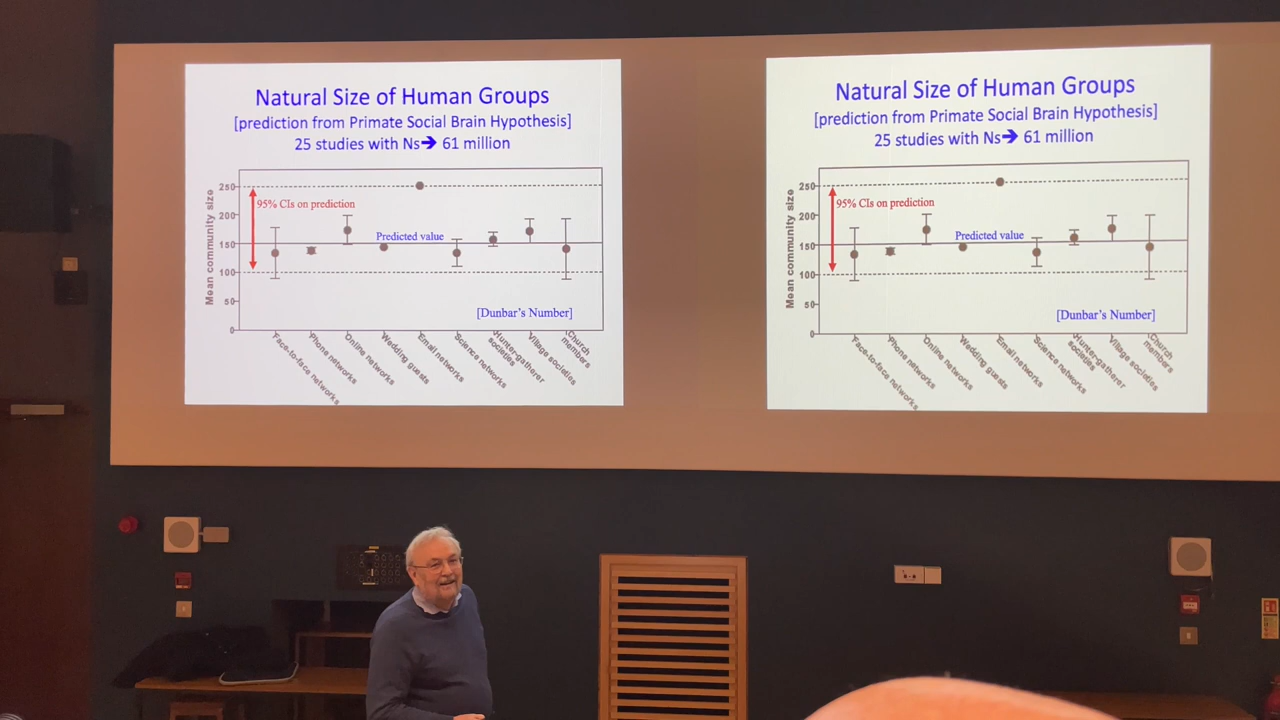 Natural Size of Human Groups
[prediction from Primate Social Brain Hypothesis]
25 studies with Ns➔ 61 million
Mean community size
250
200
150
100
50
0
95% CIs on prediction
Predicted value
[Dunbar's Number]
Face-to-face networks
Phone networks
Online networks
Wedding guests
Email networks
Science networks
Hunter-gatherer
societies
Village societies
Church
members
Natural Size of Human Groups
[prediction from Primate Social Brain Hypothesis]
25 studies with Ns➔ 61 million
Mean community size
250
200
150
100
50
0
95% CIs on prediction
Predicted value
[Dunbar's Number]
Face-to-face networks
Phone networks
Online networks
Wedding guests
Email networks
Science networks
Hunter-gatherer
societies
Village societies
Church
members